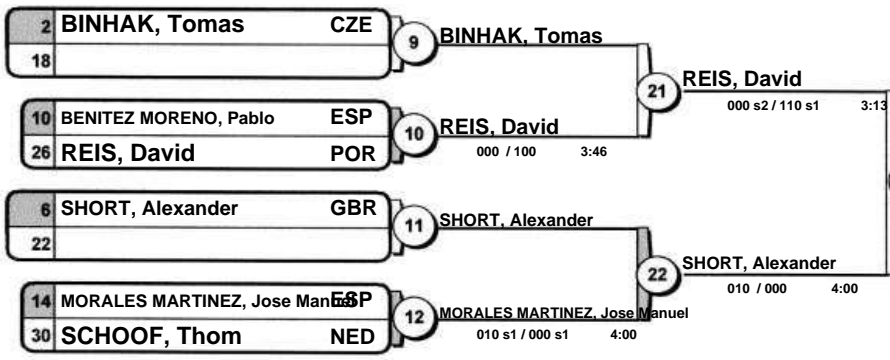 2 BINHAK, Tomas CZE
18
9
BINHAK, Tomas
10 BENITEZ MORENO, Pablo ESP
26 REIS, David POR
10
REIS, David
000 / 100 3:46
21
REIS, David
000 s2 / 110 s1 3:13
6 SHORT, Alexander GBR
22
11
SHORT, Alexander
14 MORALES MARTINEZ, Jose Manuel ESP
30 SCHOOF, Thom NED
12
MORALES MARTINEZ, Jose Manuel
010 s1 / 000 s1 4:00
22
SHORT, Alexander
010 / 000 4:00